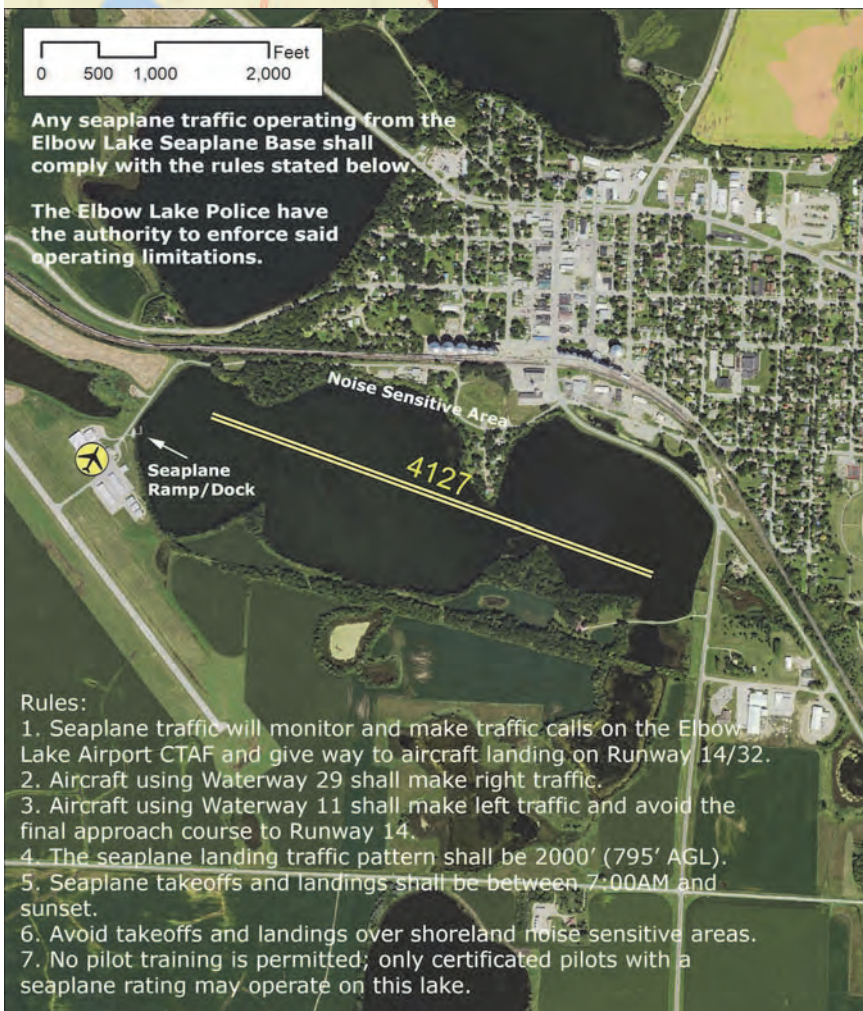 Feet
0 500 1,000 2,000
Any seaplane traffic operating from the
Elbow Lake Seaplane Base shall
comply with the rules stated below.
The Elbow Lake Police have
the authority to enforce said
operating limitations.
Noise Sensitive Area
4127
Seaplane
Ramp/Dock
Rules:
1. Seaplane traffic will monitor and make traffic calls on the Elbow
Lake Airport CTAF and give way to aircraft landing on Runway 14/32.
2. Aircraft using Waterway 29 shall make right traffic.
3. Aircraft using Waterway 11 shall make left traffic and avoid the
final approach course to Runway 14.
4. The seaplane landing traffic pattern shall be 2000' (795' AGL).
5. Seaplane takeoffs and landings shall be between 7:00AM and
sunset.
6. Avoid takeoffs and landings over shoreland noise sensitive areas.
7. No pilot training is permitted; only certificated pilots with a
seaplane rating may operate on this lake.